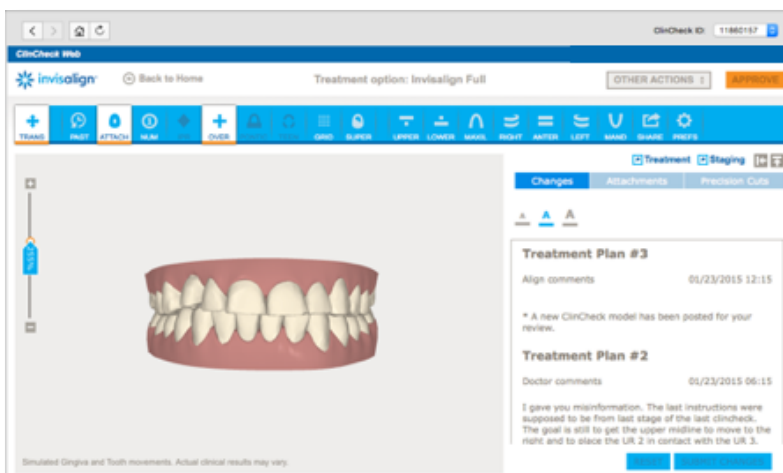 ClinCheck ID: 11860157
ClinCheck Web
invisalign
Back to Home
Treatment option: Invisalign Full
OTHER ACTIONS
APPROVE
TRANS PAST ATTACH NUM OVER GRID SUPER UPPER LOWER MAXIL RIGHT ANTER LEFT MAND SHARE PREFS
Treatment Staging
Changes Attachments Precision Cuts
A A A
255%
Treatment Plan #3
Align comments 01/23/2015 12:15
* A new ClinCheck model has been posted for your
review.
Treatment Plan #2
Doctor comments 01/23/2015 06:15
I gave you misinformation. The last instructions were
supposed to be from last stage of the last clincheck.
The goal is still to get the upper midline to move to the
right and to place the UR 2 in contact with the UR 3.
Simulated Gingiva and Tooth movements. Actual clinical results may vary.
RESET SUBMIT CHANGES